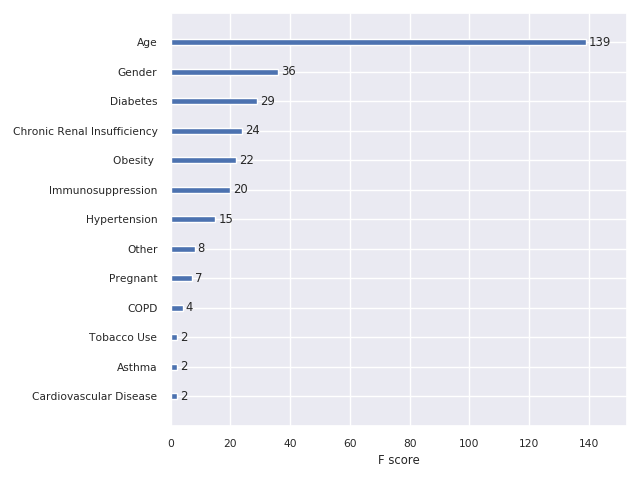 Age 139
Gender 36
Diabetes 29
Chronic Renal Insufficiency 24
Obesity 22
Immunosuppression 20
Hypertension 15
Other 8
Pregnant 7
COPD 4
Tobacco Use 2
Asthma 2
Cardiovascular Disease 2
0 20 40 60 80 100 120 140
F score